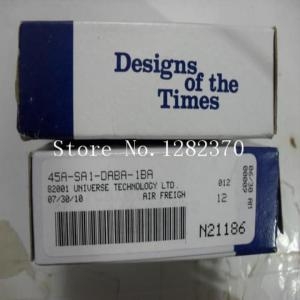 Designs
of the
Times
Store No: 1282370
45A-SA1-DABA-1BA
82001 UNIVERSE TECHNOLOGY LTD.
012
07/30/10
AIR FREIGH
12
N21186